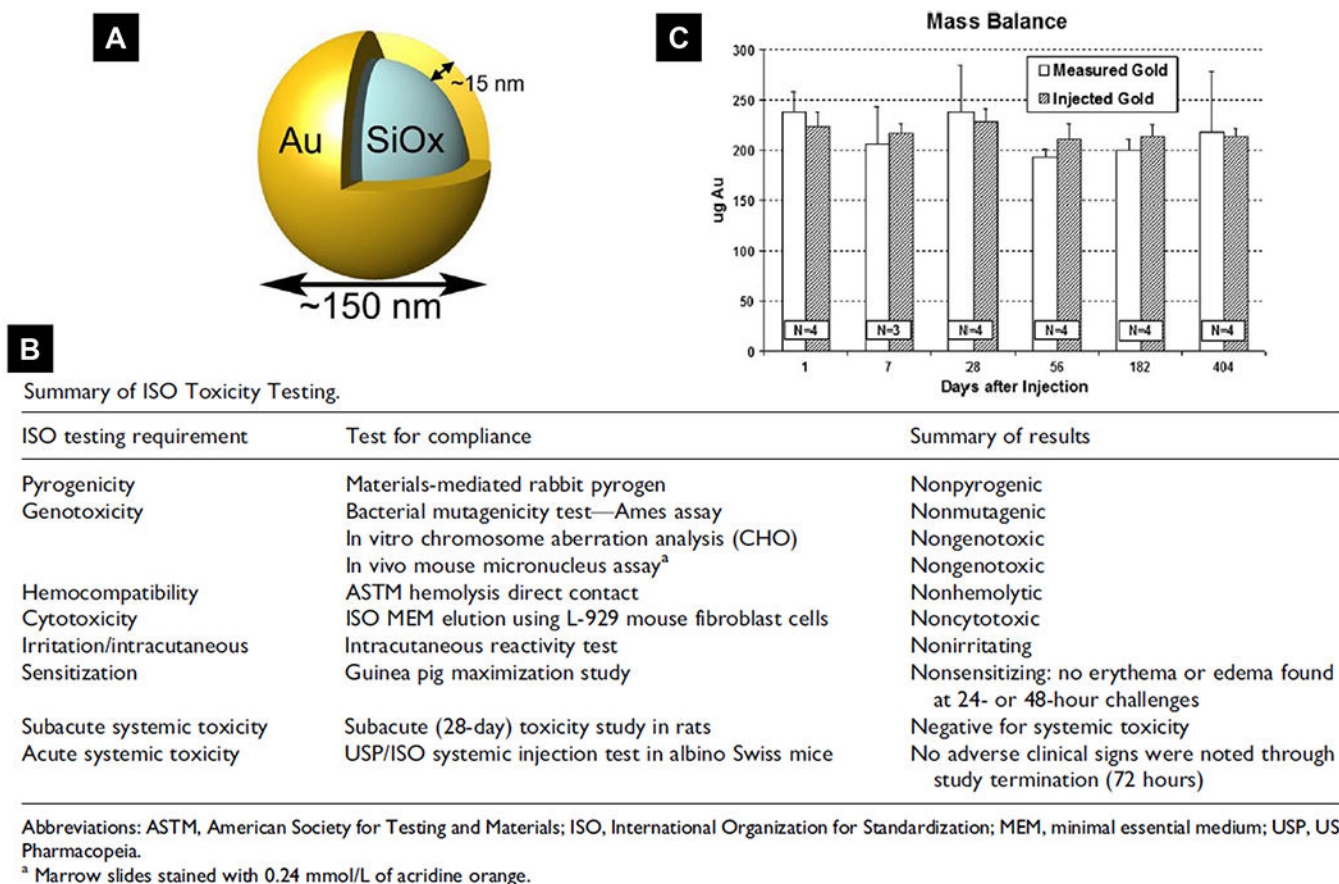 A
Au
SiOx
~15 nm
~150 nm
C
Mass Balance
300
250
200
150
100
50
0
ug Au
Measured Gold
Injected Gold
N=4 N=3 N=4 N=4 N=4 N=4
1 7 28 56 182 404
Days after Injection
B
Summary of ISO Toxicity Testing.
ISO testing requirement Test for compliance Summary of results
Pyrogenicity Materials-mediated rabbit pyrogen Nonpyrogenic
Genotoxicity Bacterial mutagenicity test—Ames assay Nonmutagenic
In vitro chromosome aberration analysis (CHO) Nongenotoxic
In vivo mouse micronucleus assayᵃ Nongenotoxic
Hemocompatibility ASTM hemolysis direct contact Nonhemolytic
Cytotoxicity ISO MEM elution using L-929 mouse fibroblast cells Noncytotoxic
Irritation/intracutaneous Intracutaneous reactivity test Nonirritating
Sensitization Guinea pig maximization study Nonsensitizing: no erythema or edema found
at 24- or 48-hour challenges
Subacute systemic toxicity Subacute (28-day) toxicity study in rats Negative for systemic toxicity
Acute systemic toxicity USP/ISO systemic injection test in albino Swiss mice No adverse clinical signs were noted through
study termination (72 hours)
Abbreviations: ASTM, American Society for Testing and Materials; ISO, International Organization for Standardization; MEM, minimal essential medium; USP, US
Pharmacopeia.
ᵃ Marrow slides stained with 0.24 mmol/L of acridine orange.